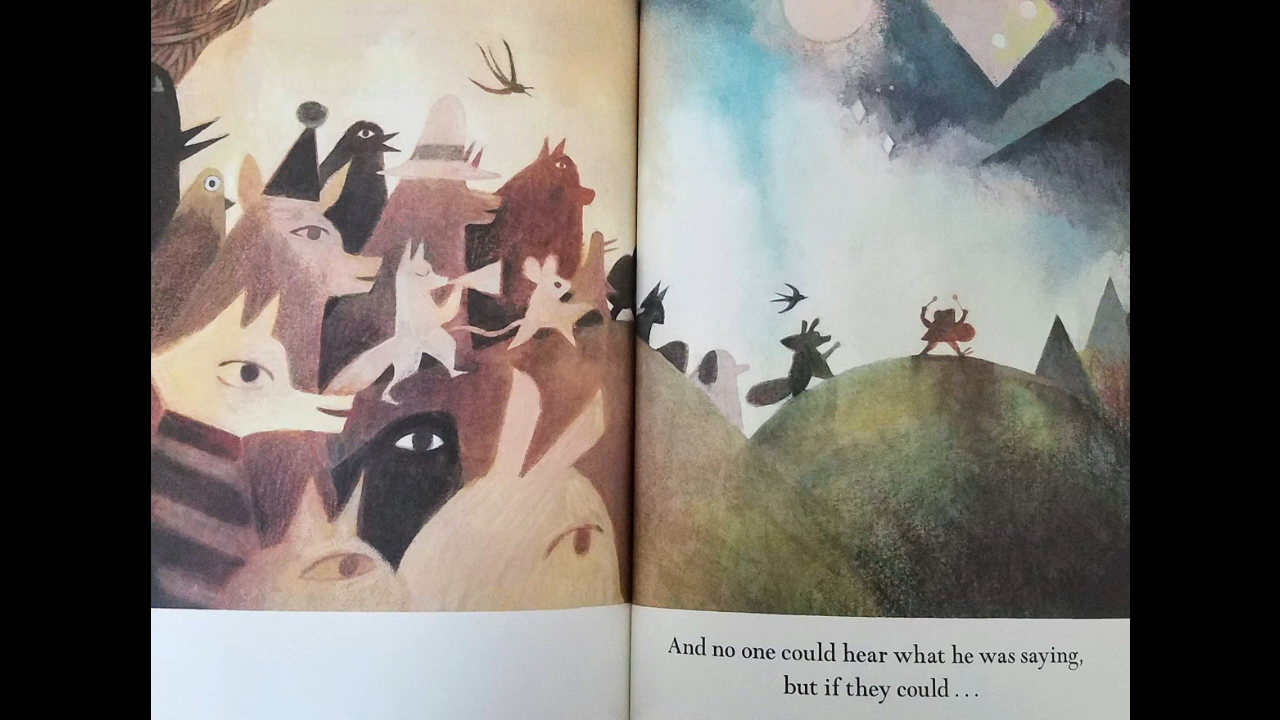 And no one could hear what he was saying,
but if they could . . .